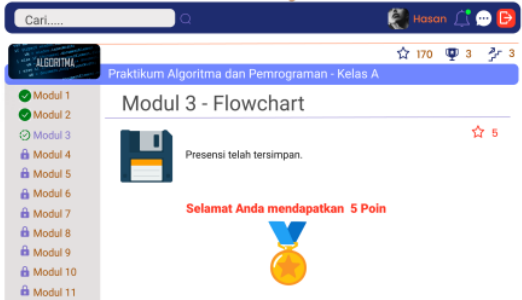 Cari.....
Hasan
ALGORITMA
170 3 3
Praktikum Algoritma dan Pemrograman - Kelas A
Modul 1
Modul 2
Modul 3
Modul 4
Modul 5
Modul 6
Modul 7
Modul 8
Modul 9
Modul 10
Modul 11
Modul 3 - Flowchart
5
Presensi telah tersimpan.
Selamat Anda mendapatkan 5 Poin